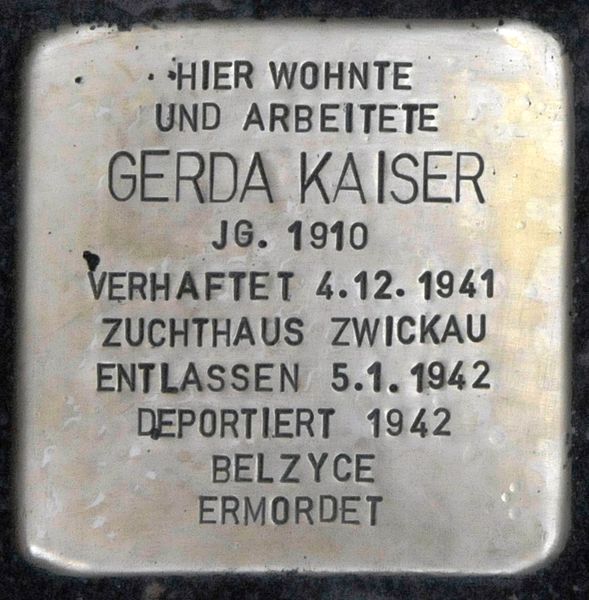 HIER WOHNTE
UND ARBEITETE
GERDA KAISER
JG. 1910
VERHAFTET 4.12.1941
ZUCHTHAUS ZWICKAU
ENTLASSEN 5.1.1942
DEPORTIERT 1942
BELZYCE
ERMORDET